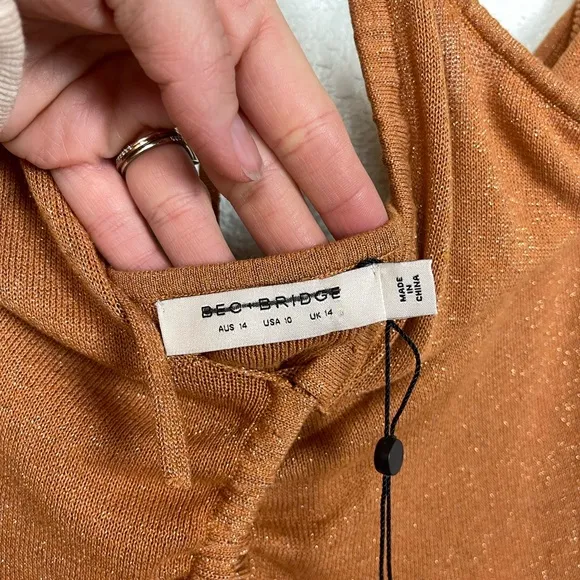 BEC+BRIDGE
AUS 14 USA 10 UK 14
MADE
IN
CHINA